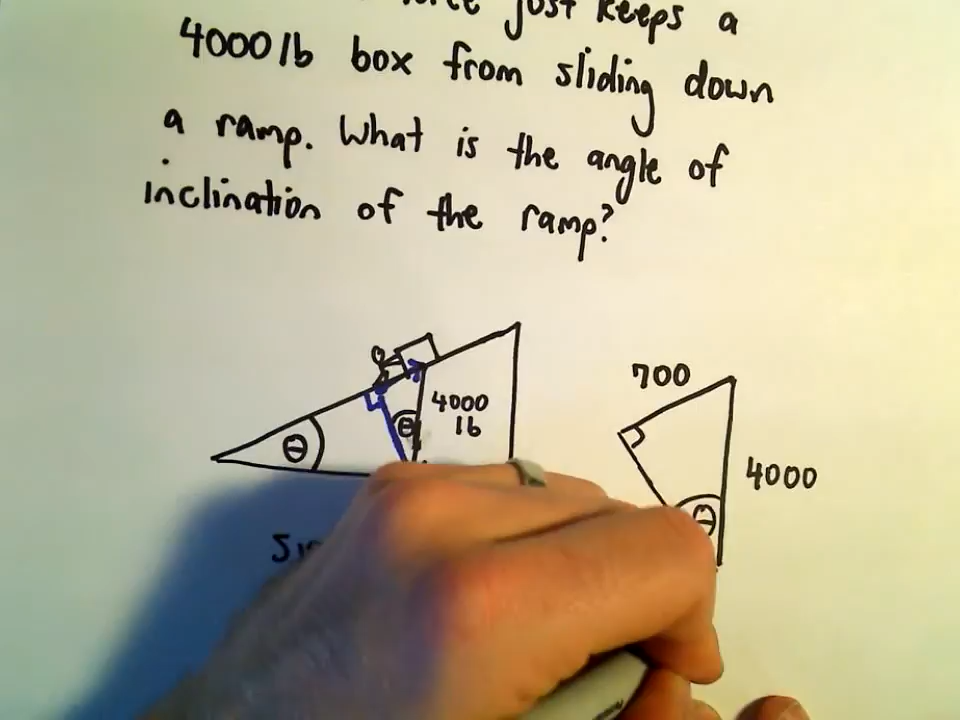 just keeps a
4000 lb box from sliding down
a ramp. What is the angle of
inclination of the ramp?
700
4000
lb
θ
θ
4000
θ